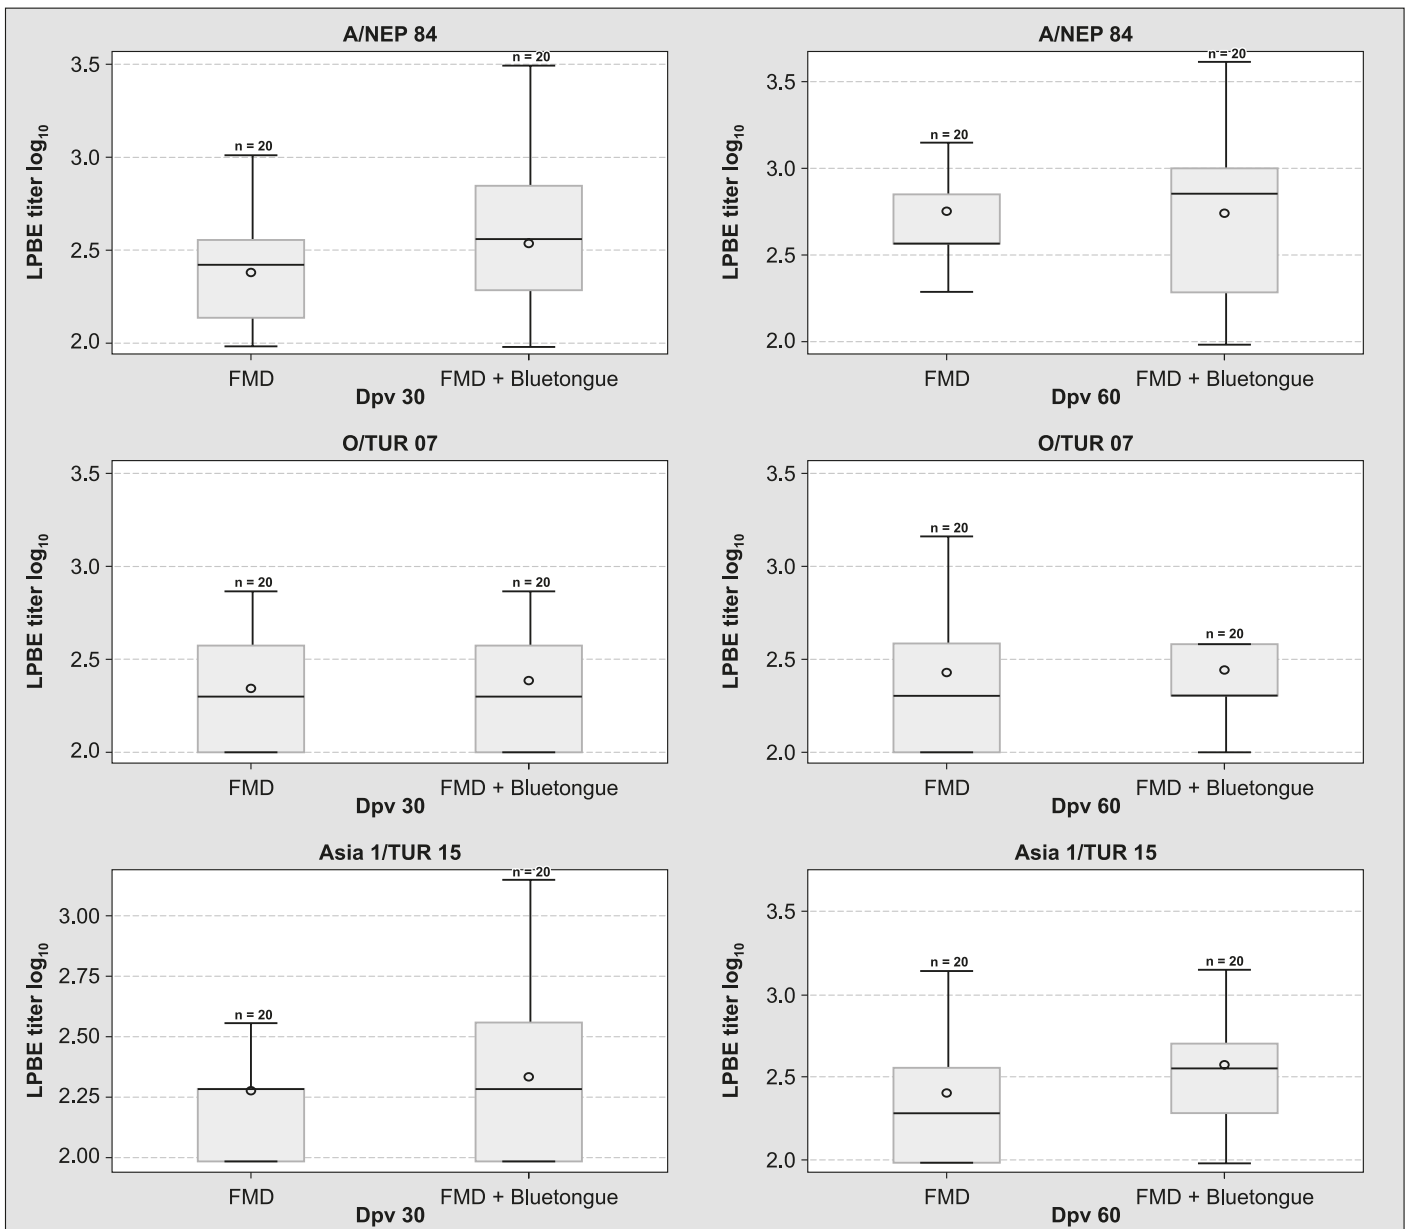 A/NEP 84
LPBE titer log10
3.5
3.0
2.5
2.0
n = 20
n = 20
FMD
FMD + Bluetongue
Dpv 30
A/NEP 84
LPBE titer log10
3.5
3.0
2.5
2.0
n = 20
n = 20
FMD
FMD + Bluetongue
Dpv 60
O/TUR 07
LPBE titer log10
3.5
3.0
2.5
2.0
n = 20
n = 20
FMD
FMD + Bluetongue
Dpv 30
O/TUR 07
LPBE titer log10
3.5
3.0
2.5
2.0
n = 20
n = 20
FMD
FMD + Bluetongue
Dpv 60
Asia 1/TUR 15
LPBE titer log10
3.00
2.75
2.50
2.25
2.00
n = 20
n = 20
FMD
FMD + Bluetongue
Dpv 30
Asia 1/TUR 15
LPBE titer log10
3.5
3.0
2.5
2.0
n = 20
n = 20
FMD
FMD + Bluetongue
Dpv 60